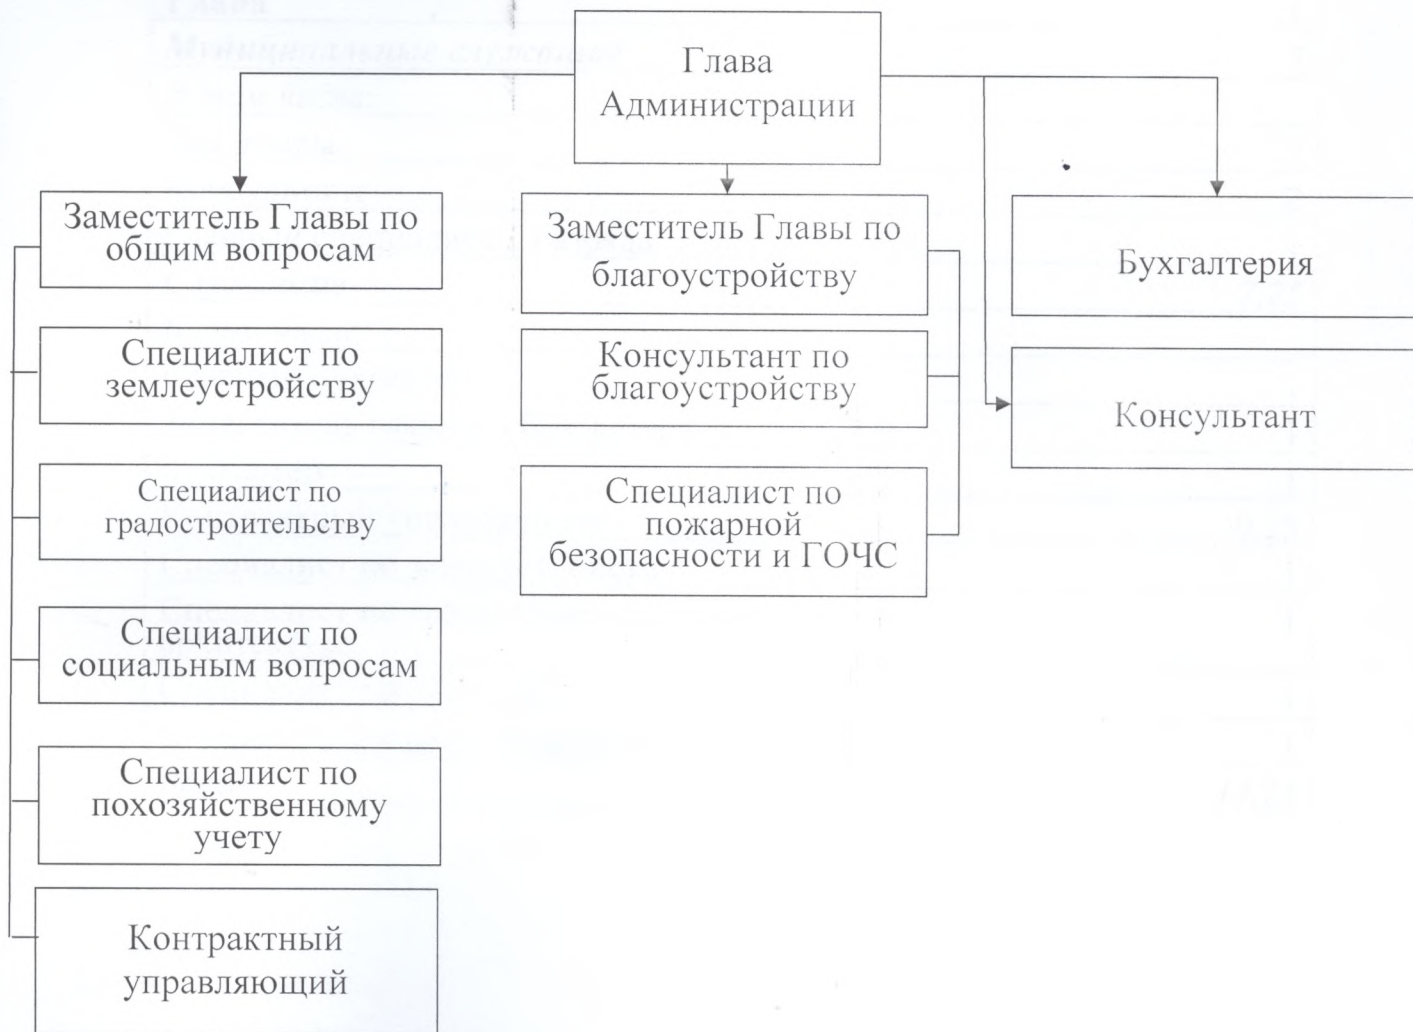 Глава
Администрации
Заместитель Главы по
общим вопросам
Специалист по
землеустройству
Специалист по
градостроительству
Специалист по
социальным вопросам
Специалист по
похозяйственному
учету
Контрактный
управляющий
Заместитель Главы по
благоустройству
Консультант по
благоустройству
Специалист по
пожарной
безопасности и ГОЧС
Бухгалтерия
Консультант